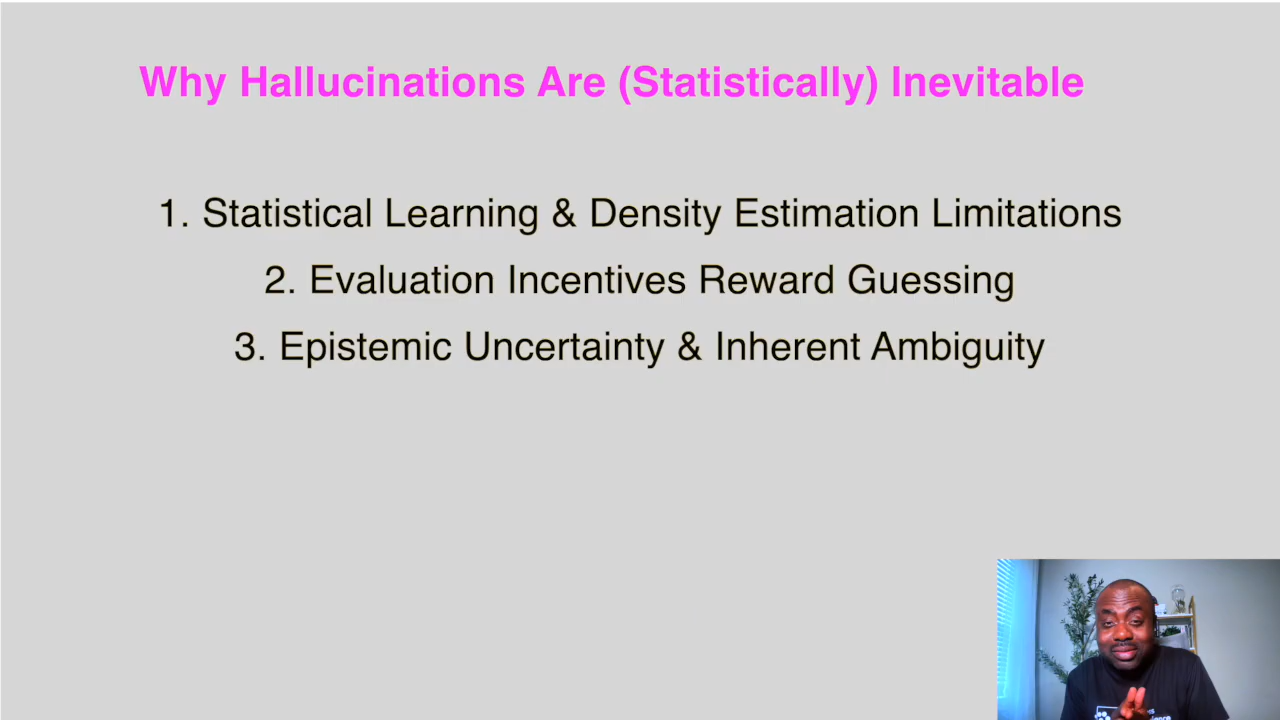 Why Hallucinations Are (Statistically) Inevitable
1. Statistical Learning & Density Estimation Limitations
2. Evaluation Incentives Reward Guessing
3. Epistemic Uncertainty & Inherent Ambiguity